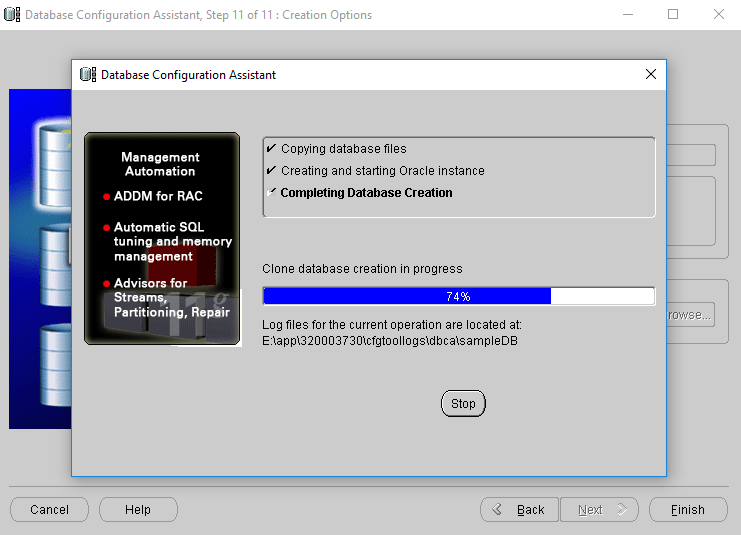 Database Configuration Assistant, Step 11 of 11 : Creation Options
Database Configuration Assistant
Management
Automation
ADDM for RAC
Automatic SQL
tuning and memory
management
Advisors for
Streams,
Partitioning, Repair
11g
Copying database files
Creating and starting Oracle instance
Completing Database Creation
Clone database creation in progress
74%
Log files for the current operation are located at:
E:\app\320003730\cfgtoollogs\dbca\sampleDB
rowse...
Stop
Cancel
Help
Back
Next
Finish